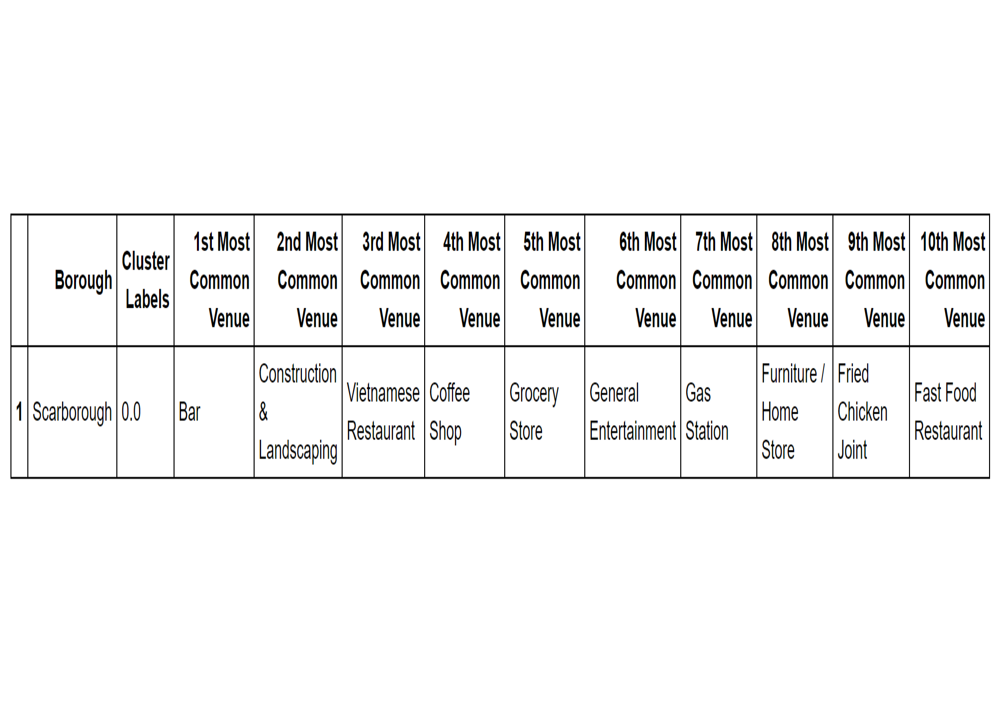 Borough
Cluster
Labels
1st Most
Common
Venue
2nd Most
Common
Venue
3rd Most
Common
Venue
4th Most
Common
Venue
5th Most
Common
Venue
6th Most
Common
Venue
7th Most
Common
Venue
8th Most
Common
Venue
9th Most
Common
Venue
10th Most
Common
Venue
1
Scarborough
0.0
Bar
Construction
&
Landscaping
Vietnamese
Restaurant
Coffee
Shop
Grocery
Store
General
Entertainment
Gas
Station
Furniture /
Home
Store
Fried
Chicken
Joint
Fast Food
Restaurant